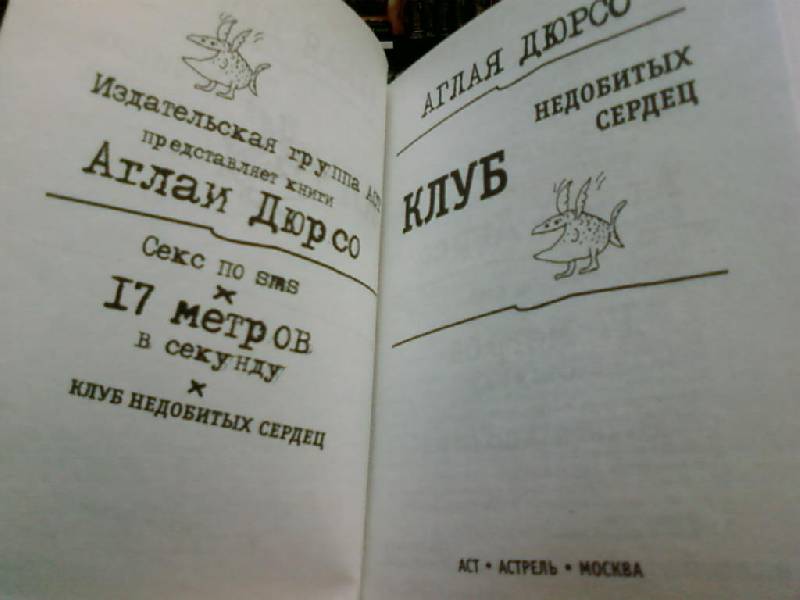 Издательская группа АСТ
представляет книги
Аглаи Дюрсо
Секс по sms
×
17 метров
в секунду
×
КЛУБ НЕДОБИТЫХ СЕРДЕЦ
АГЛАЯ ДЮРСО
КЛУБ
НЕДОБИТЫХ
СЕРДЕЦ
АСТ • АСТРЕЛЬ • МОСКВА